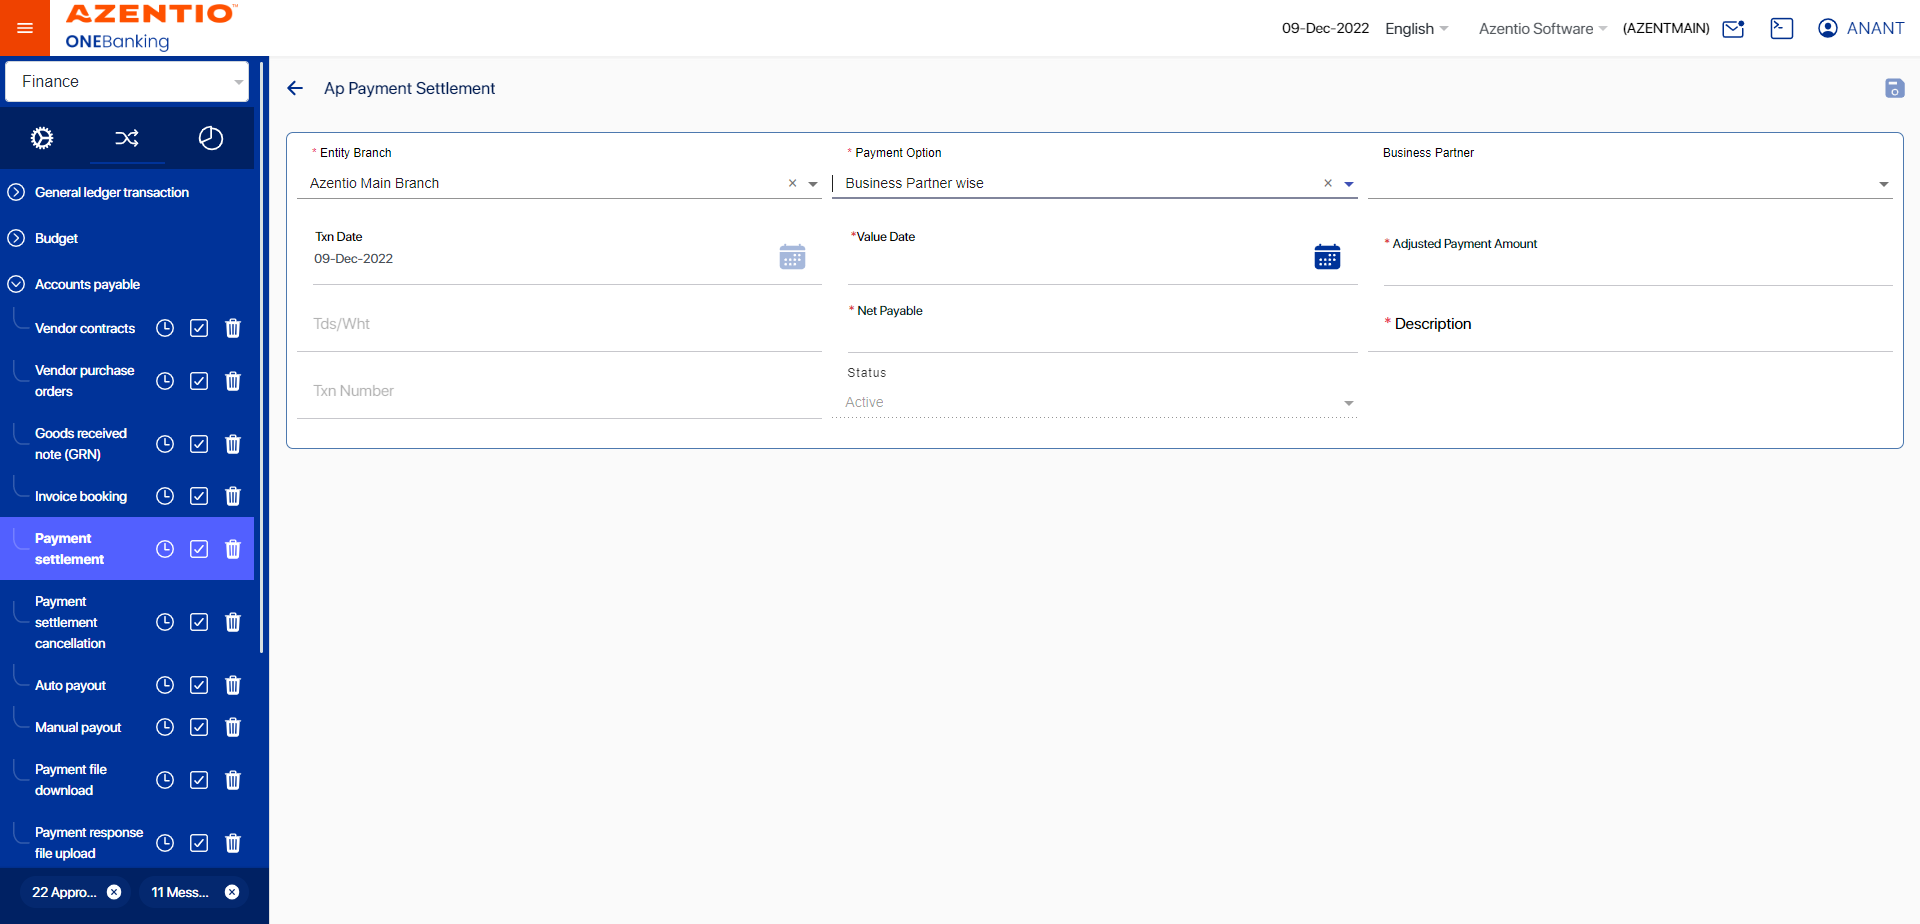 AZENTIO™
ONEBanking
09-Dec-2022
English
Azentio Software
(AZENTMAIN)
ANANT
Finance
General ledger transaction
Budget
Accounts payable
Vendor contracts
Vendor purchase
orders
Goods received
note (GRN)
Invoice booking
Payment
settlement
Payment
settlement
cancellation
Auto payout
Manual payout
Payment file
download
Payment response
file upload
22 Appro...
11 Mess...
Ap Payment Settlement
* Entity Branch
Azentio Main Branch
* Payment Option
Business Partner wise
Business Partner
Txn Date
09-Dec-2022
*Value Date
* Adjusted Payment Amount
Tds/Wht
* Net Payable
* Description
Txn Number
Status
Active